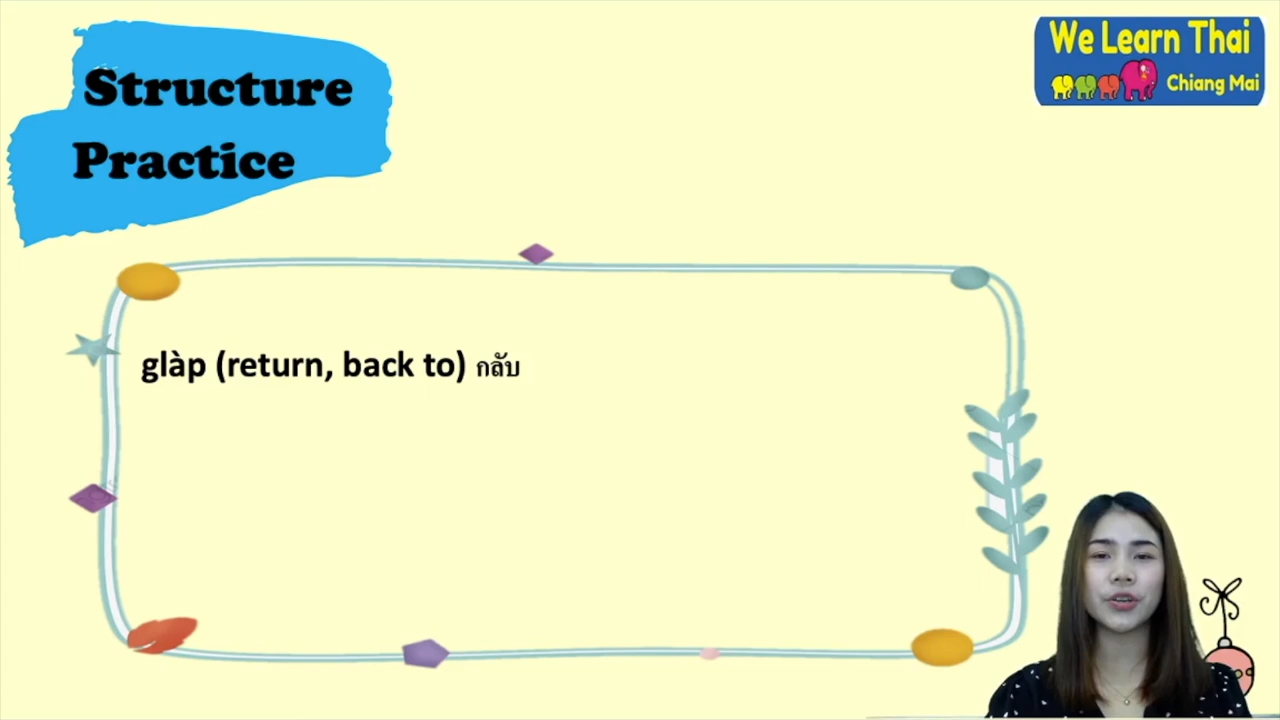 Structure
Practice
We Learn Thai
Chiang Mai
glàp (return, back to) กลับ